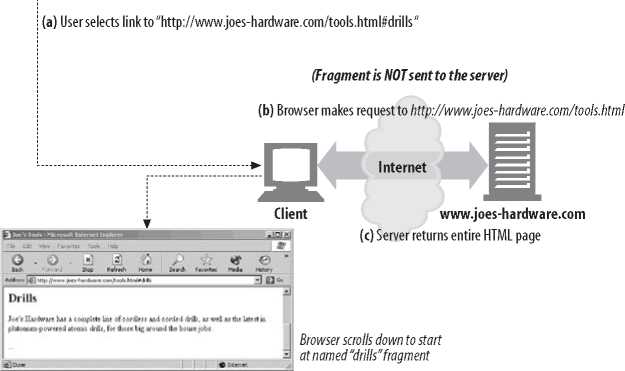 (a) User selects link to “http://www.joes-hardware.com/tools.html#drills“
(Fragment is NOT sent to the server)
(b) Browser makes request to http://www.joes-hardware.com/tools.html
Internet
Client
www.joes-hardware.com
(c) Server returns entire HTML page
Joe's Tools - Microsoft Internet Explorer
File Edit View Favorites Tools Help
Back Forward Stop Refresh Home Search Favorites Media History
Address http://www.joes-hardware.com/tools.html#drills Go
Drills
Joe's Hardware has a complete line of cordless and corded drills, as well as the latest in
plutonium-powered atomic drills, for those big around the house jobs.
...
Done Internet
Browser scrolls down to start
at named “drills” fragment